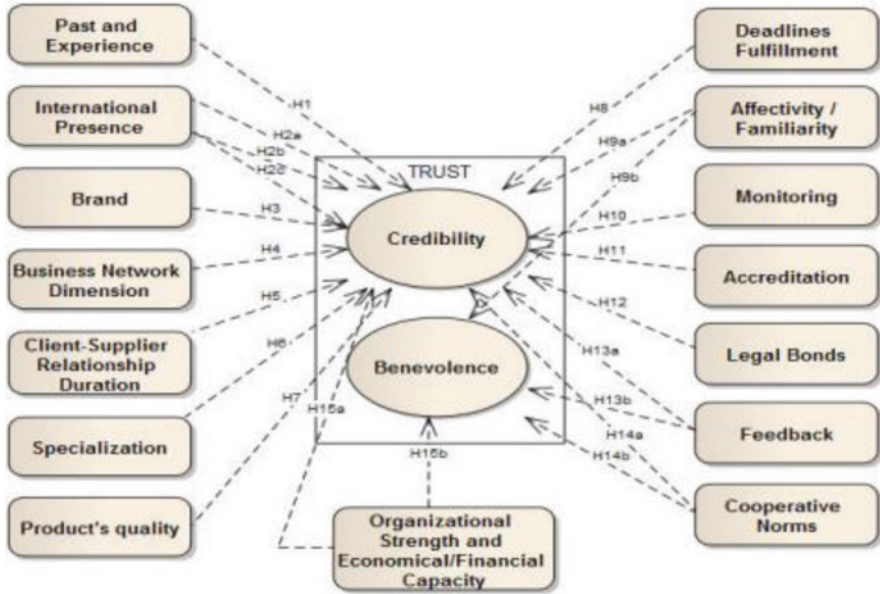 Past and
Experience
International
Presence
Brand
Business Network
Dimension
Client-Supplier
Relationship
Duration
Specialization
Product's quality
H1
H2a
H2b
H2c
H3
H4
H5
H6
H7
H15a
TRUST
Credibility
Benevolence
H15b
Organizational
Strength and
Economical/Financial
Capacity
H8
H9a
H9b
H10
H11
H12
H13a
H13b
H14a
H14b
Deadlines
Fulfillment
Affectivity /
Familiarity
Monitoring
Accreditation
Legal Bonds
Feedback
Cooperative
Norms